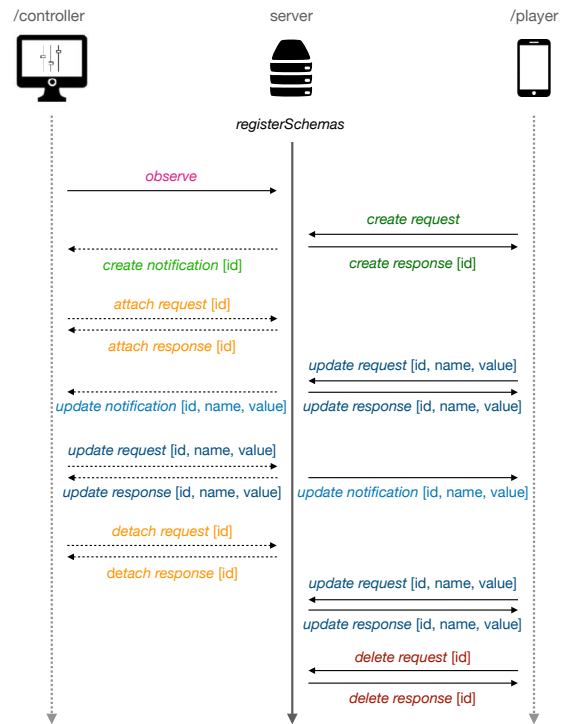 /controller
server
/player
registerSchemas
observe
create request
create notification [id]
create response [id]
attach request [id]
attach response [id]
update request [id, name, value]
update notification [id, name, value]
update response [id, name, value]
update request [id, name, value]
update response [id, name, value]
update notification [id, name, value]
detach request [id]
detach response [id]
update request [id, name, value]
update response [id, name, value]
delete request [id]
delete response [id]